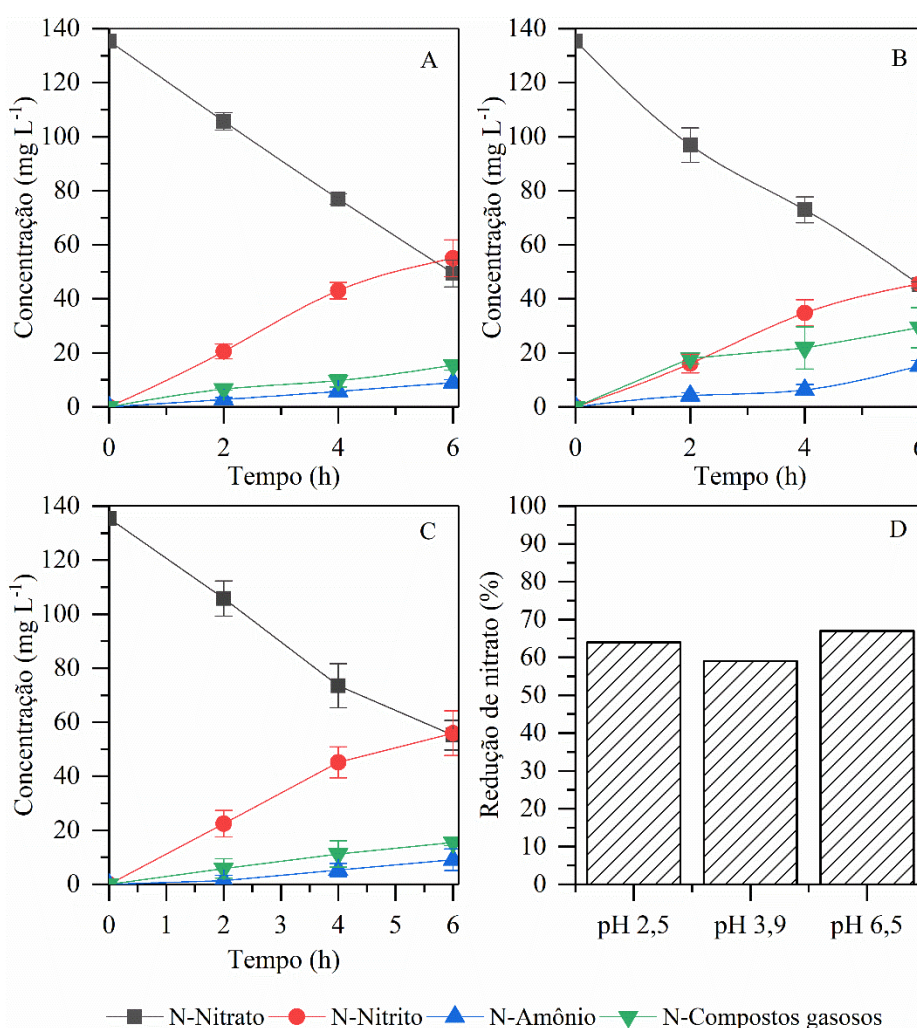 A
Concentração (mg L⁻¹)
140
120
100
80
60
40
20
0
0 2 4 6
Tempo (h)
B
Concentração (mg L⁻¹)
140
120
100
80
60
40
20
0
0 2 4 6
Tempo (h)
C
Concentração (mg L⁻¹)
140
120
100
80
60
40
20
0
0 1 2 3 4 5 6
Tempo (h)
D
Redução de nitrato (%)
100
90
80
70
60
50
40
30
20
10
0
pH 2,5 pH 3,9 pH 6,5
N-Nitrato N-Nitrito N-Amônio N-Compostos gasosos